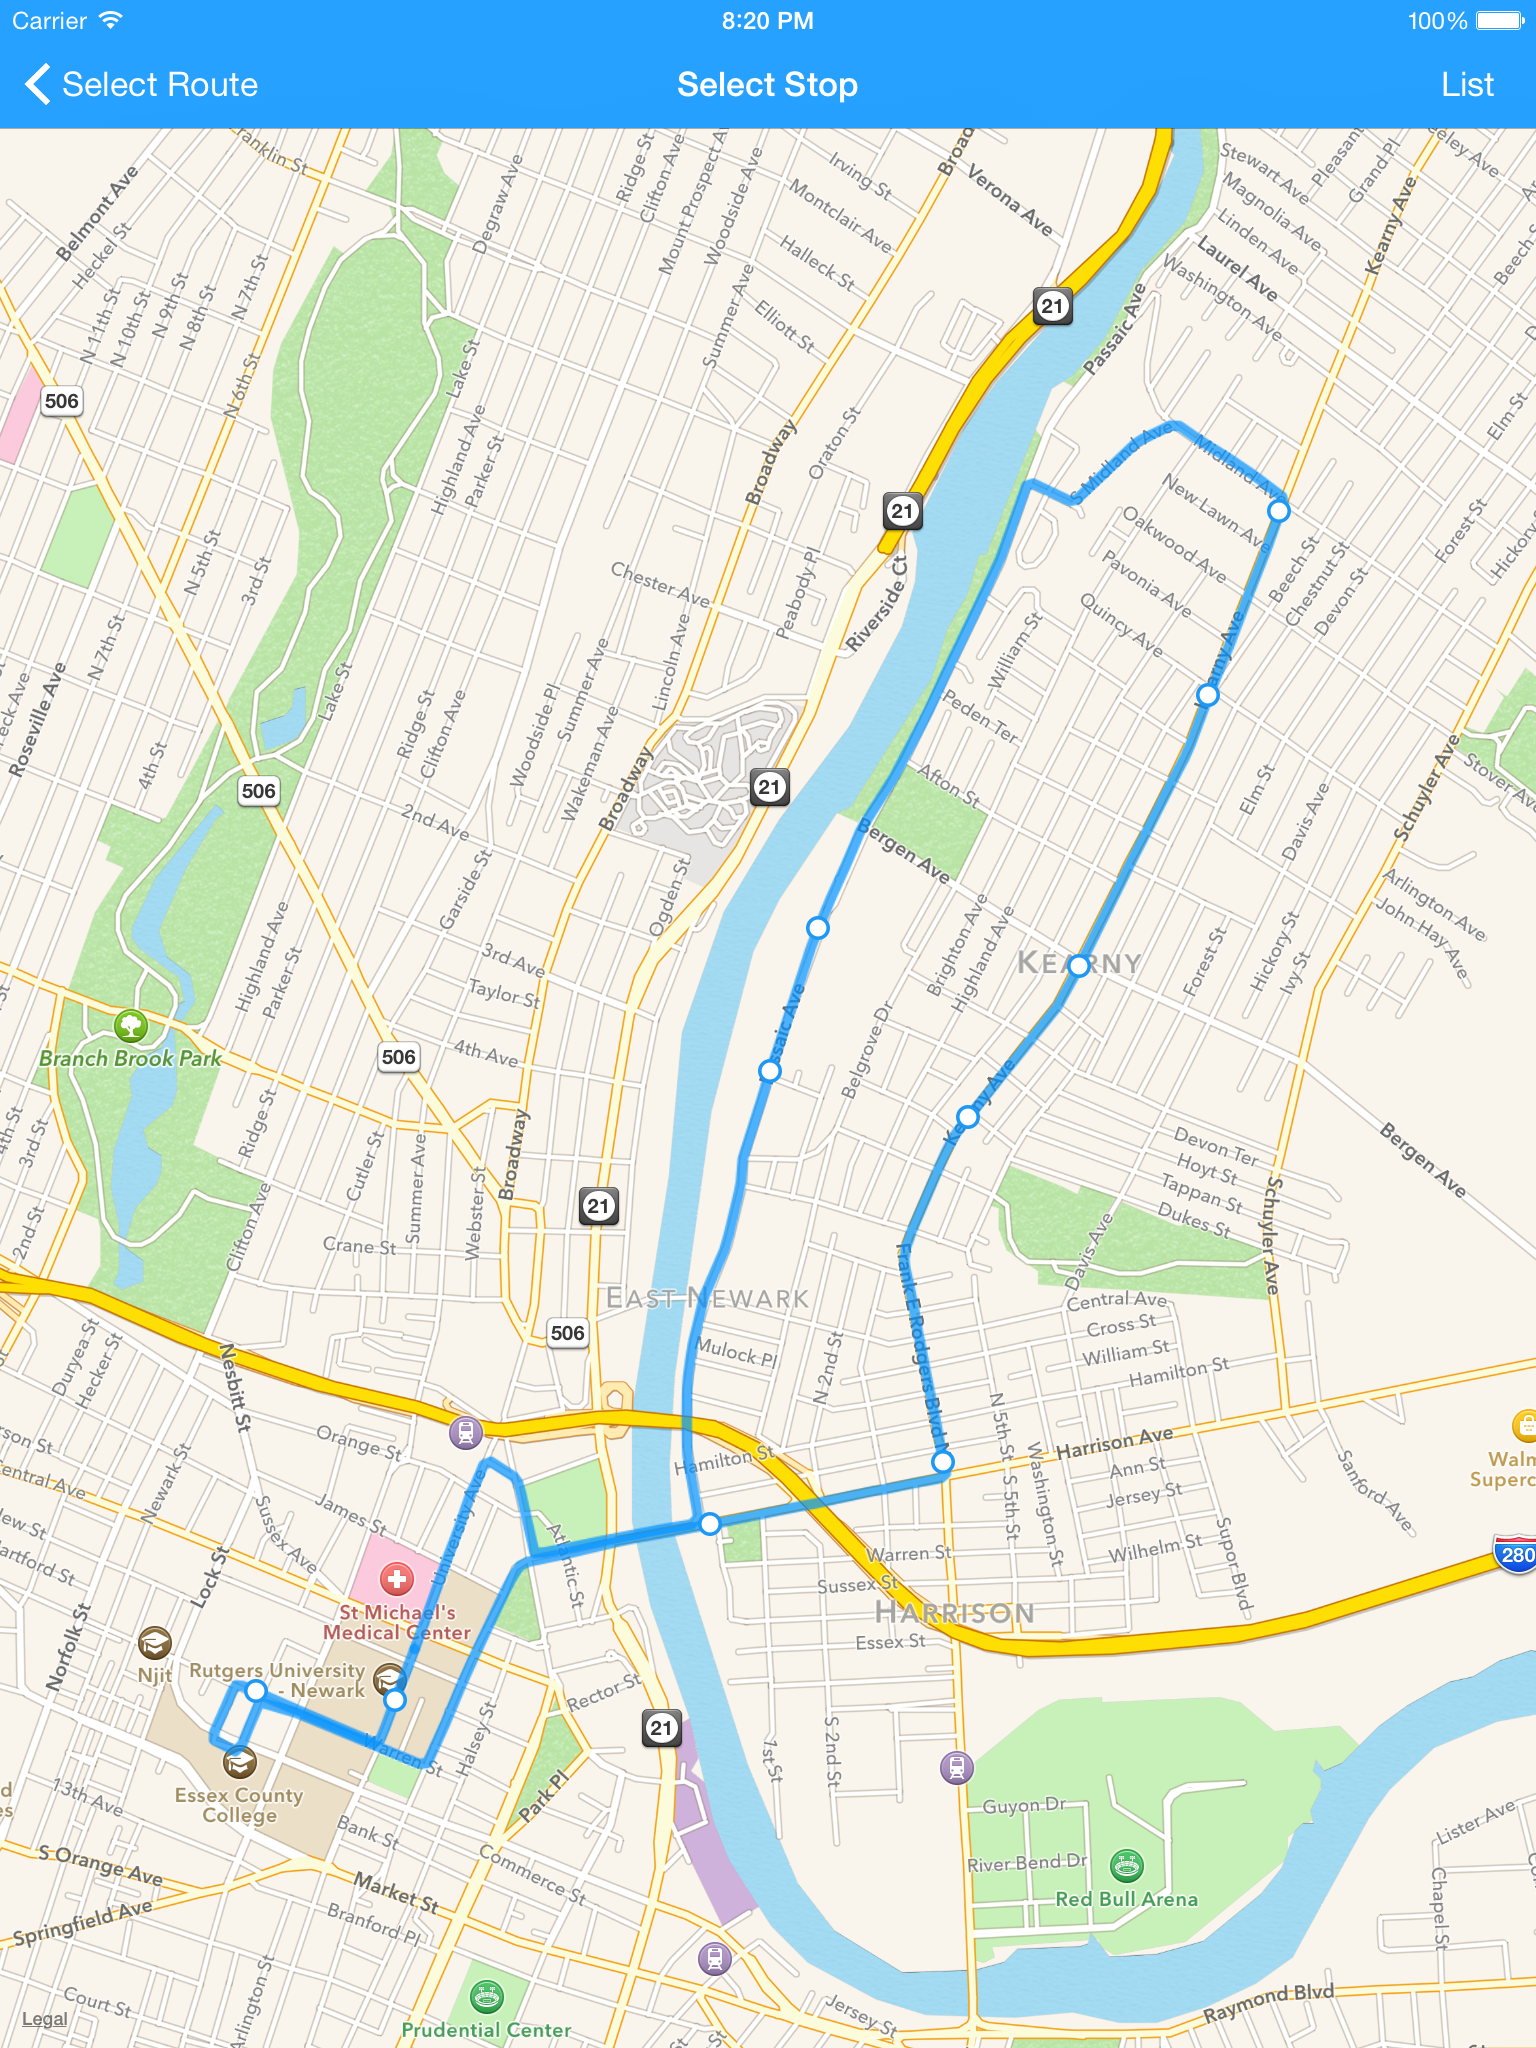 Carrier
8:20 PM
100%
Select Route
Select Stop
List
Irving St
Verona Ave
Stewart Ave
Grand Pl
Belmont Ave
Heckel St
Degraw Ave
Ridge St
Clifton Ave
Woodside Ave
Montclair Ave
Magnolia Ave
Linden Ave
Laurel Ave
Kearny Ave
N 11th St
N 10th St
N 9th St
N 8th St
N 7th St
Halleck St
Washington Ave
Summer Ave
Elliott St
21
Passaic Ave
506
N 6th St
Lake St
Highland Ave
Parker St
Broadway
Oraton St
S Midland Ave
Midland Ave
Elm St
21
New Lawn Ave
Oakwood Ave
Forest St
N 5th St
3rd St
Chester Ave
Peabody Pl
Riverside Ct
Pavonia Ave
Quincy Ave
Beech St
Chestnut St
Devon St
N 7th St
Roseville Ave
Lake St
Lincoln Ave
William St
Ridge St
Clifton Ave
Woodside Pl
Summer Ave
Wakeman Ave
Peden Ter
4th St
506
Broadway
21
Afton St
Elm St
Davis Ave
Schuyler Ave
2nd Ave
Bergen Ave
Garside St
Ogden St
Arlington Ave
John Hay Ave
Highland Ave
Parker St
3rd Ave
Taylor St
Brighton Ave
Highland Ave
KEARNY
Forest St
Hickory St
Ivy St
Branch Brook Park
506
4th Ave
Belgrove Dr
3rd St
Ridge St
Cutler St
Summer Ave
Webster St
Broadway
Devon Ter
Hoyt St
Tappan St
Dukes St
Bergen Ave
2nd St
Clifton Ave
Crane St
21
Davis Ave
Schuyler Ave
EAST NEWARK
506
Frank E Rodgers Blvd N
Central Ave
Cross St
William St
Hamilton St
Duryea St
Hecker St
Nesbitt St
Mulock Pl
N 2nd St
Orange St
Hamilton St
N 5th St
Harrison Ave
Newark St
James St
Sussex Ave
University Ave
S 5th St
Washington St
Ann St
Jersey St
Sanford Ave
Lock St
Atlantic St
Warren St
Wilhelm St
Supor Blvd
280
Sussex St
HARRISON
Essex St
St Michael's
Medical Center
Norfolk St
Njit
Rutgers University
- Newark
Rector St
21
Warren St
Halsey St
1st St
S 2nd St
Essex County
College
13th Ave
Park Pl
Bank St
Guyon Dr
Lister Ave
S Orange Ave
Commerce St
River Bend Dr
Red Bull Arena
Chapel St
Springfield Ave
Market St
Branford Pl
Court St
Arlington St
Raymond Blvd
Jersey St
Legal
Prudential Center